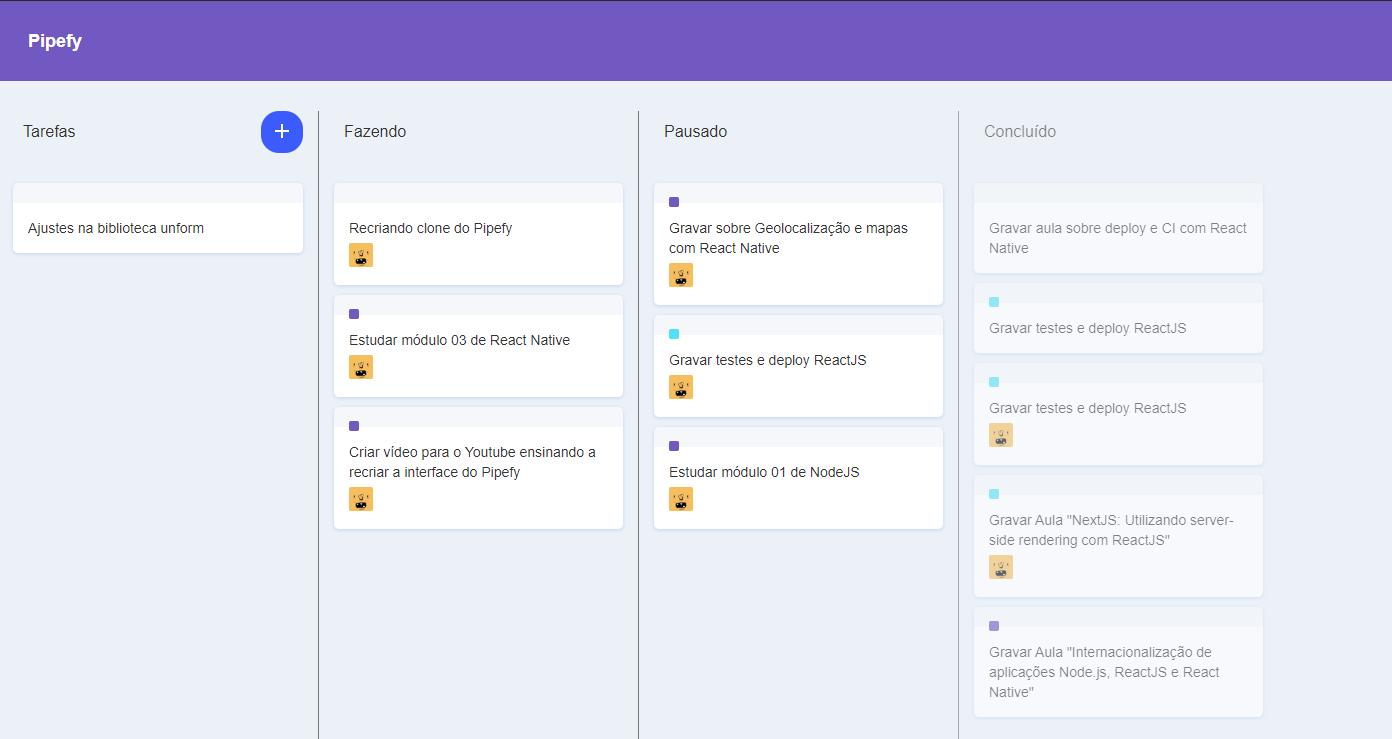 Pipefy
Tarefas
Ajustes na biblioteca unform
Fazendo
Recriando clone do Pipefy
Estudar módulo 03 de React Native
Criar vídeo para o Youtube ensinando a
recriar a interface do Pipefy
Pausado
Gravar sobre Geolocalização e mapas
com React Native
Gravar testes e deploy ReactJS
Estudar módulo 01 de NodeJS
Concluído
Gravar aula sobre deploy e CI com React
Native
Gravar testes e deploy ReactJS
Gravar testes e deploy ReactJS
Gravar Aula "NextJS: Utilizando server-
side rendering com ReactJS"
Gravar Aula "Internacionalização de
aplicações Node.js, ReactJS e React
Native"